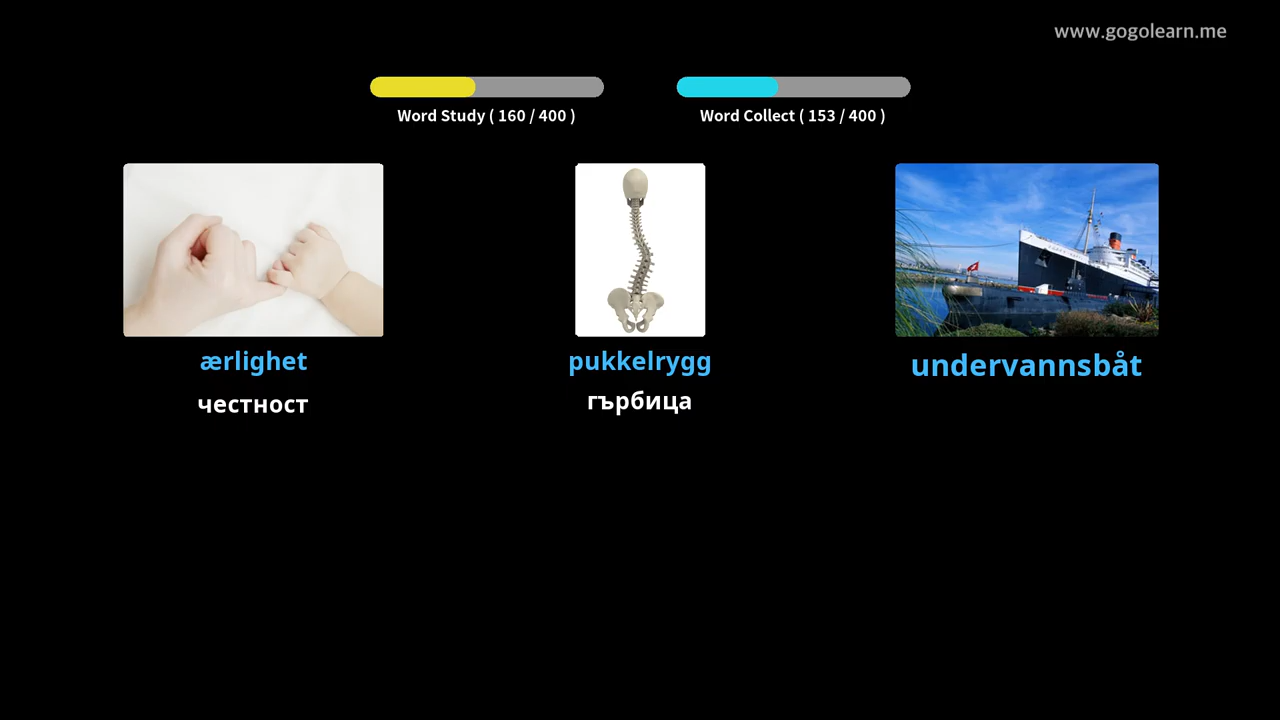 www.gogolearn.me
Word Study ( 160 / 400 )
Word Collect ( 153 / 400 )
ærlighet
честност
pukkelrygg
гърбица
undervannsbåt